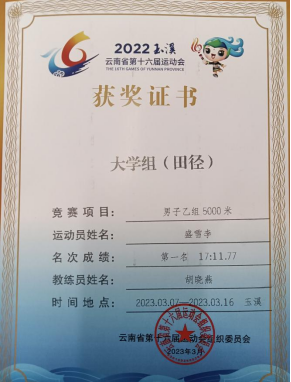 2022 玉溪
云南省第十六届运动会
THE 16TH GAMES OF YUNNAN PROVINCE
获奖证书
大学组（田径）
竞赛项目： 男子乙组5000米
运动员姓名： 盛雪李
名次成绩： 第一名 17:11.77
教练员姓名： 胡晓燕
时间地点： 2023.03.07—2023.03.16 玉溪
云南省第十六届运动会组织委员会
2023年3月